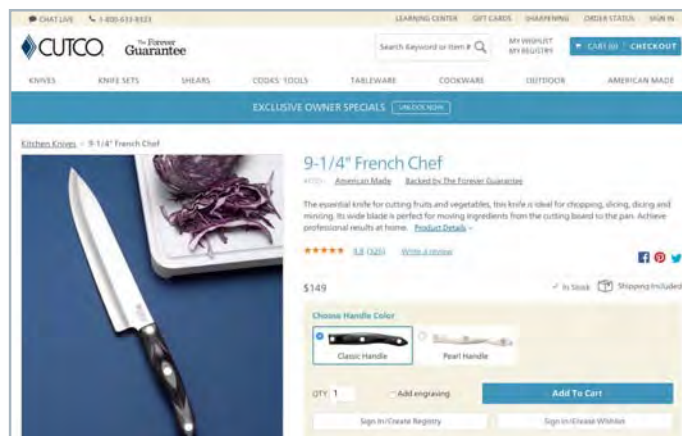 CHAT LIVE
LEARNING CENTER GIFT CARDS SHARPENING ORDER STATUS SIGN IN
CUTCO
The Forever
Guarantee
Search Keyword or Item #
MY WISHLIST
MY REGISTRY
CART (0) CHECKOUT
KNIVES KNIFE SETS SHEARS COOKS' TOOLS TABLEWARE COOKWARE OUTDOOR AMERICAN MADE
EXCLUSIVE OWNER SPECIALS UNLOCK NOW
Kitchen Knives > 9-1/4" French Chef
9-1/4" French Chef
American Made Backed by The Forever Guarantee
The essential knife for cutting fruits and vegetables, this knife is ideal for chopping, slicing, dicing and
mincing. Its wide blade is perfect for moving ingredients from the cutting board to the pan. Achieve
professional results at home. Product Details
4.8 (326) Write a review
$149
In Stock Shipping Included
Choose Handle Color
Classic Handle
Pearl Handle
QTY 1 Add engraving Add To Cart
Sign In/Create Registry Sign In/Create Wishlist